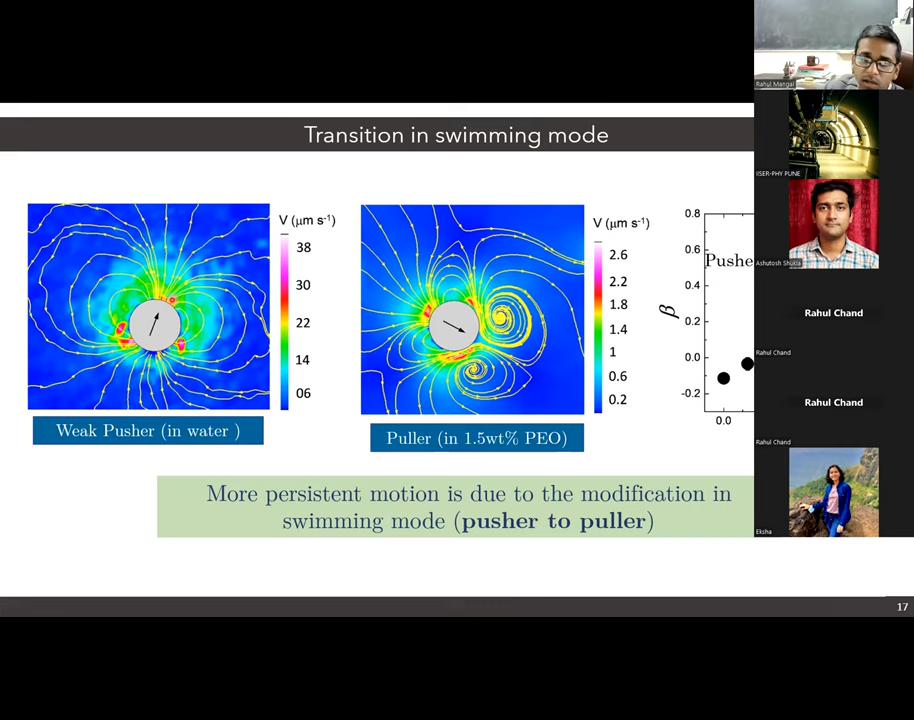 Transition in swimming mode
V (μm s⁻¹)
38
30
22
14
06
Weak Pusher (in water )
V (μm s⁻¹)
2.6
2.2
1.8
1.4
1
0.6
0.2
Puller (in 1.5wt% PEO)
β
0.8
0.6
0.4
0.2
0.0
-0.2
0.0
Pushe
More persistent motion is due to the modification in
swimming mode (pusher to puller)
17
Rahul Mangal
IISER-PHY PUNE
Ashutosh Shukla
Rahul Chand
Rahul Chand
Rahul Chand
Rahul Chand
Eksha